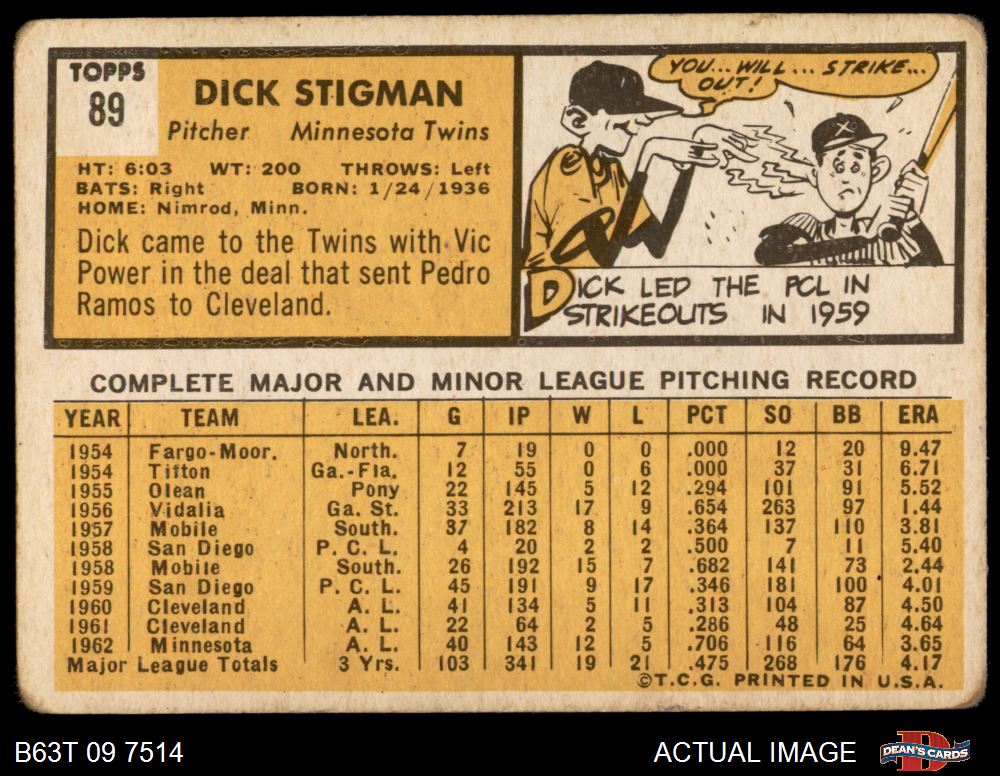 TOPPS
89
DICK STIGMAN
Pitcher Minnesota Twins
HT: 6:03 WT: 200 THROWS: Left
BATS: Right BORN: 1/24/1936
HOME: Nimrod, Minn.
Dick came to the Twins with Vic
Power in the deal that sent Pedro
Ramos to Cleveland.
YOU... WILL... STRIKE...
OUT!
DICK LED THE PCL IN
STRIKEOUTS IN 1959
COMPLETE MAJOR AND MINOR LEAGUE PITCHING RECORD
YEAR TEAM LEA. G IP W L PCT SO BB ERA
1954 Fargo-Moor. North. 7 19 0 0 .000 12 20 9.47
1954 Tifton Ga.-Fla. 12 55 0 6 .000 37 31 6.71
1955 Olean Pony 22 145 5 12 .294 101 91 5.52
1956 Vidalia Ga. St. 33 213 17 9 .654 263 97 1.44
1957 Mobile South. 37 182 8 14 .364 137 110 3.81
1958 San Diego P. C. L. 4 20 2 2 .500 7 11 5.40
1958 Mobile South. 26 192 15 7 .682 141 73 2.44
1959 San Diego P. C. L. 45 191 9 17 .346 181 100 4.01
1960 Cleveland A. L. 41 134 5 11 .313 104 87 4.50
1961 Cleveland A. L. 22 64 2 5 .286 48 25 4.64
1962 Minnesota A. L. 40 143 12 5 .706 116 64 3.65
Major League Totals 3 Yrs. 103 341 19 21 .475 268 176 4.17
©T.C.G. PRINTED IN U.S.A.
B63T 09 7514 ACTUAL IMAGE DEAN'S CARDS